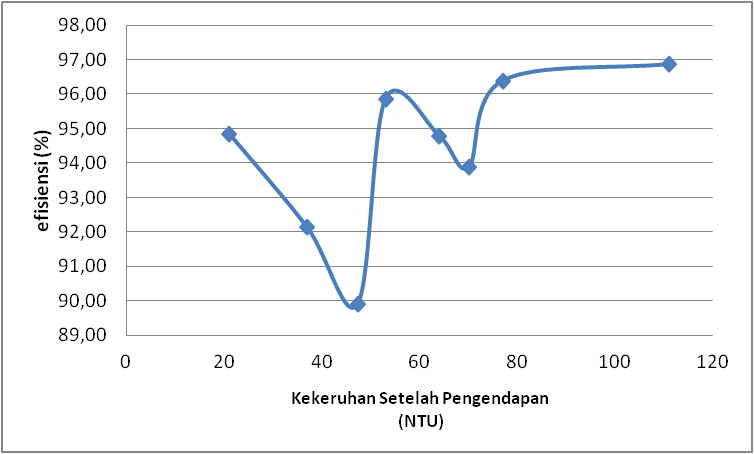 98,00
97,00
96,00
95,00
94,00
93,00
92,00
91,00
90,00
89,00
efisiensi (%)
0 20 40 60 80 100 120
Kekeruhan Setelah Pengendapan
(NTU)